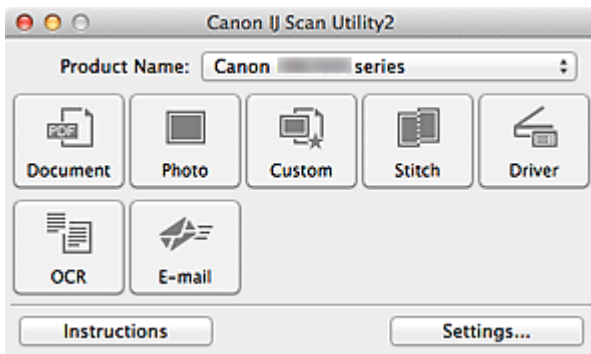 Canon IJ Scan Utility2
Product Name: Canon series
PDF
Document Photo Custom Stitch Driver
OCR E-mail
Instructions Settings...